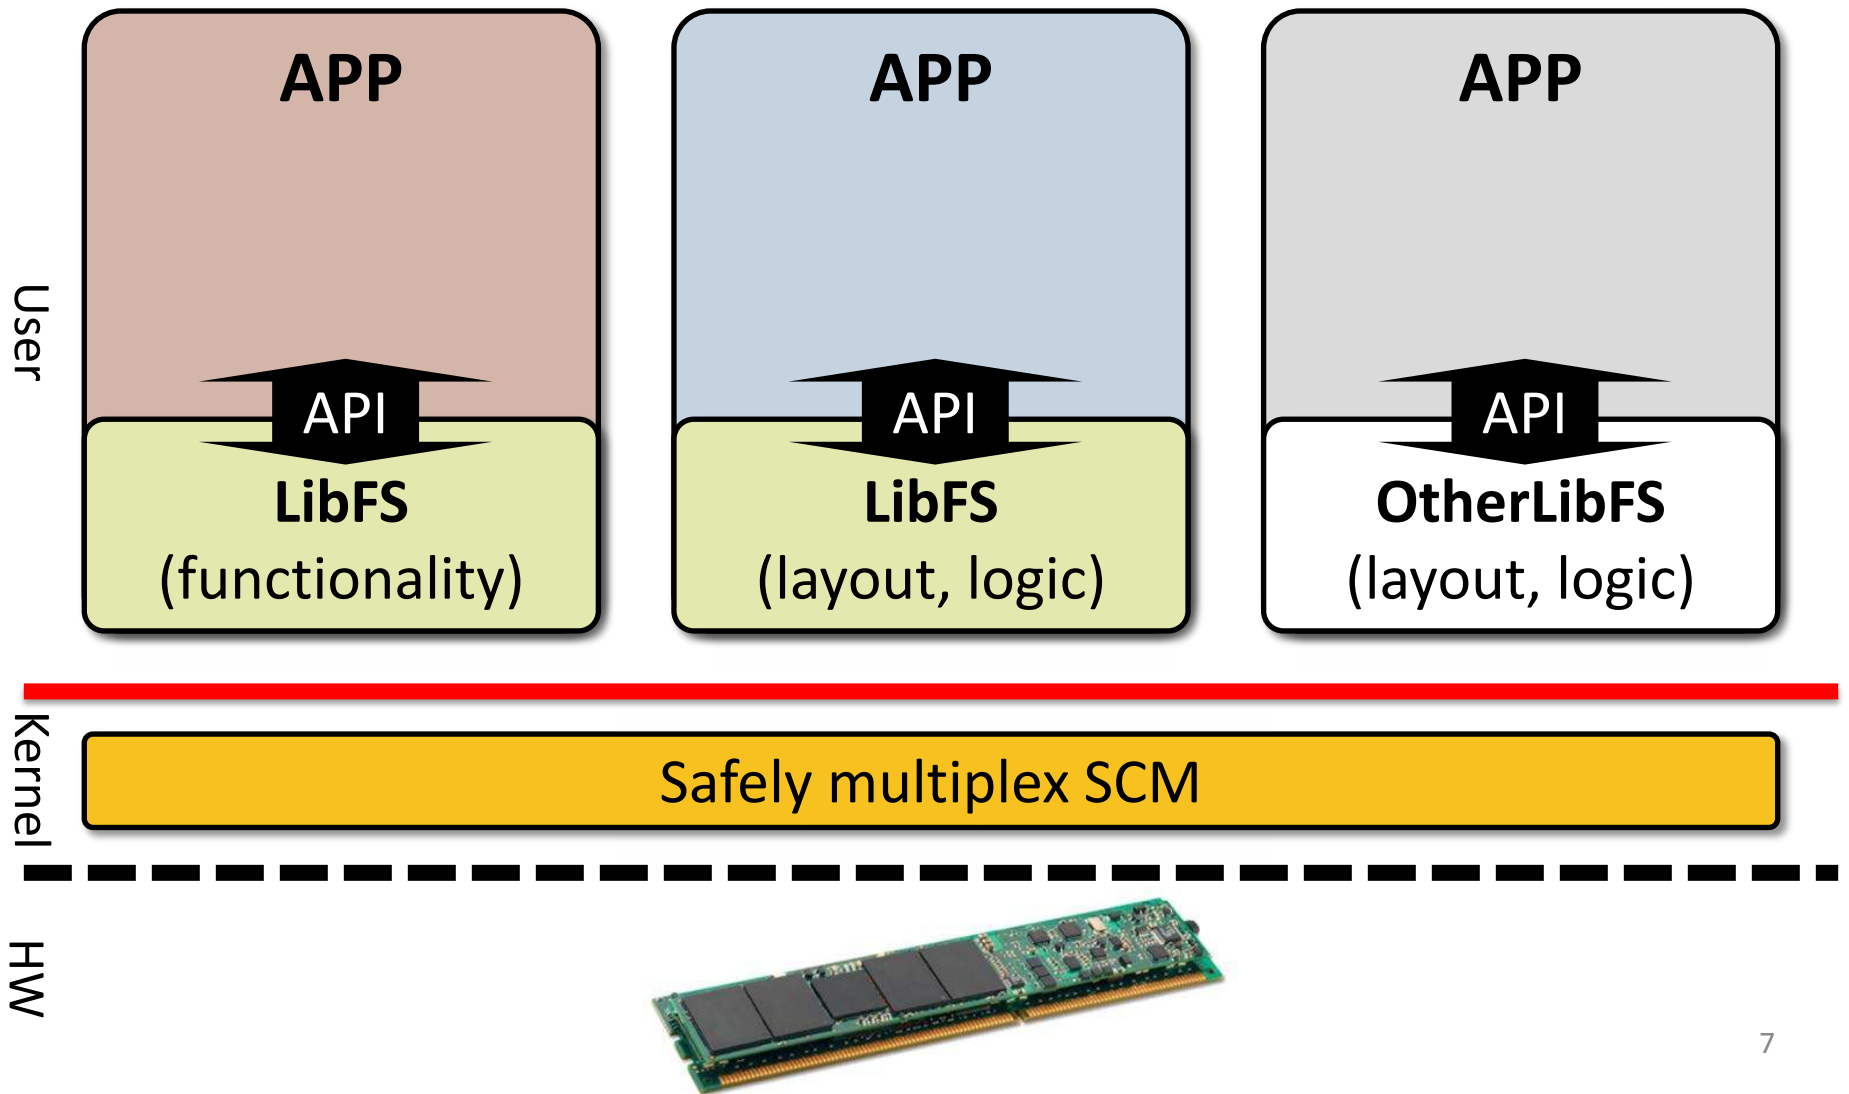 APP
APP
APP
User
API
API
API
LibFS
(functionality)
LibFS
(layout, logic)
OtherLibFS
(layout, logic)
Kernel
Safely multiplex SCM
HW
7